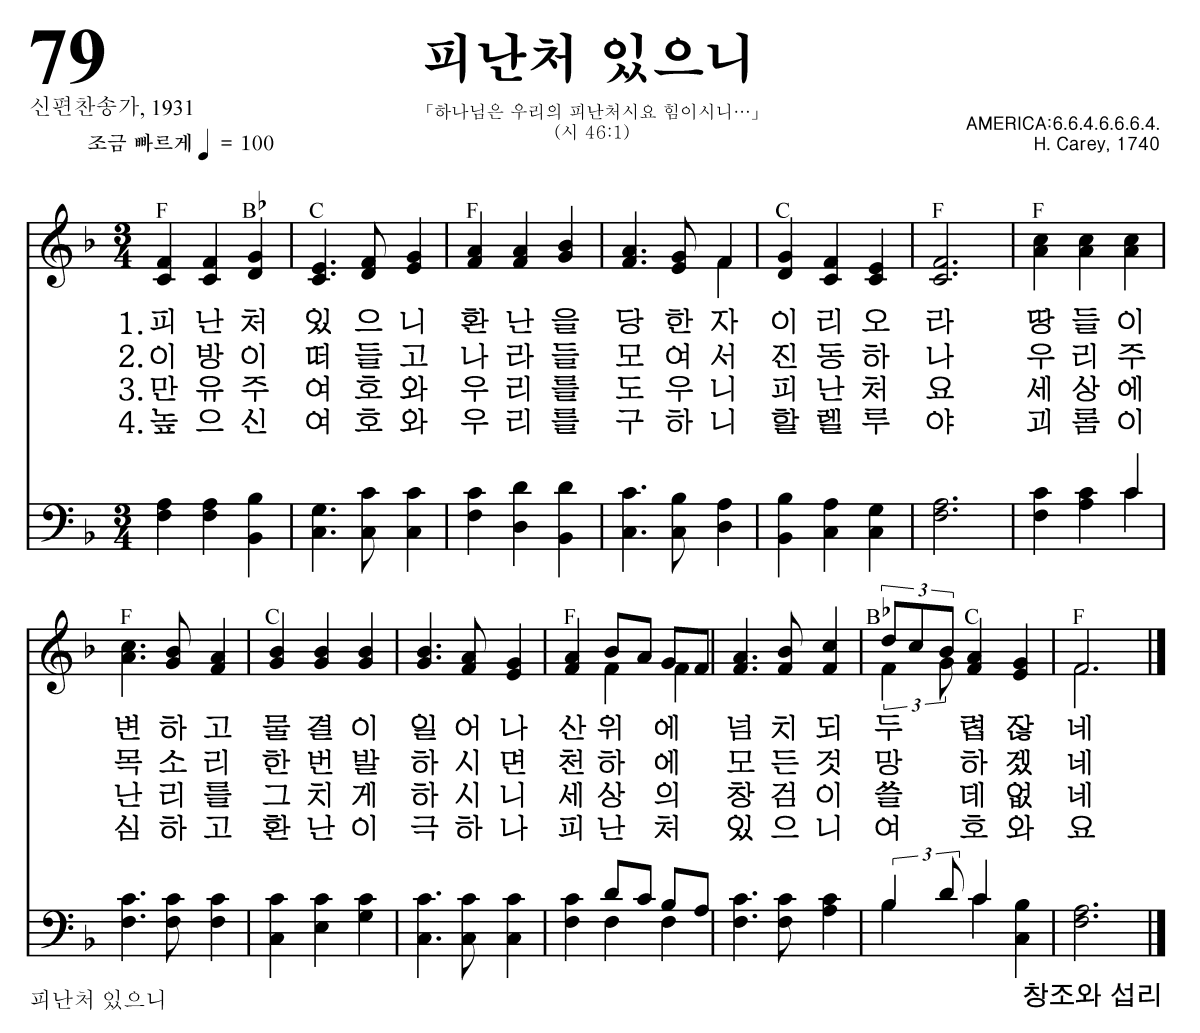 79
피난처 있으니
신편찬송가, 1931
「하나님은 우리의 피난처시요 힘이시니…」
(시 46:1)
조금 빠르게 ♩ = 100
AMERICA:6.6.4.6.6.6.4.
H. Carey, 1740
F B♭ C F C F F
3/4
1.피 난 처 있 으 니 환 난 을 당 한 자 이 리 오 라 땅 들 이
2.이 방 이 떠 들 고 나 라 들 모 여 서 진 동 하 나 우 리 주
3.만 유 주 여 호 와 우 리 를 도 우 니 피 난 처 요 세 상 에
4.높 으 신 여 호 와 우 리 를 구 하 니 할 렐 루 야 괴 롬 이
3/4
3
F C F B♭ C F
3
변 하 고 물 결 이 일 어 나 산 위 에 넘 치 되 두 렵 잖 네
목 소 리 한 번 발 하 시 면 천 하 에 모 든 것 망 하 겠 네
난 리 를 그 치 게 하 시 니 세 상 의 창 검 이 쓸 데 없 네
심 하 고 환 난 이 극 하 나 피 난 처 있 으 니 여 호 와 요
3
피난처 있으니
창조와 섭리